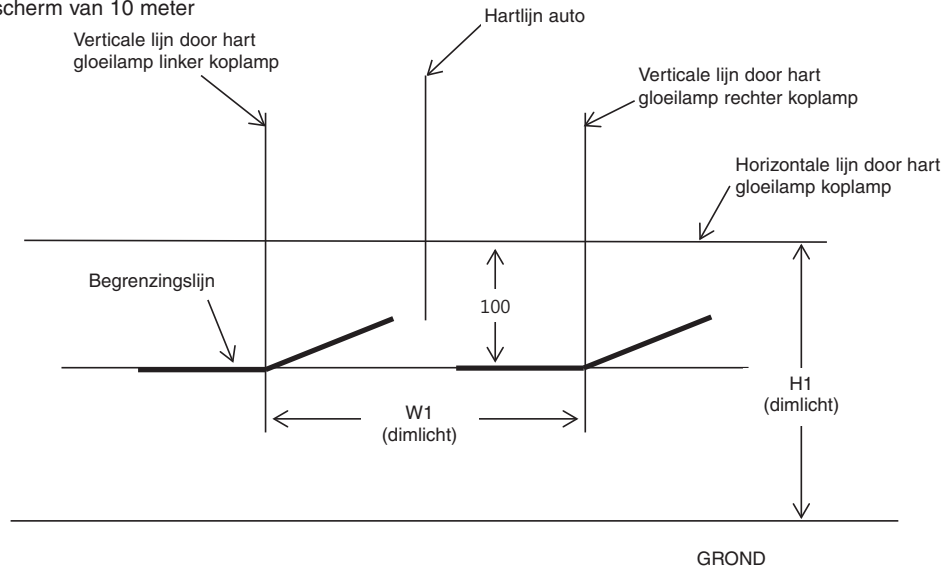 scherm van 10 meter
Hartlijn auto
Verticale lijn door hart
gloeilamp linker koplamp
Verticale lijn door hart
gloeilamp rechter koplamp
Horizontale lijn door hart
gloeilamp koplamp
Begrenzingslijn
100
H1
(dimlicht)
W1
(dimlicht)
GROND